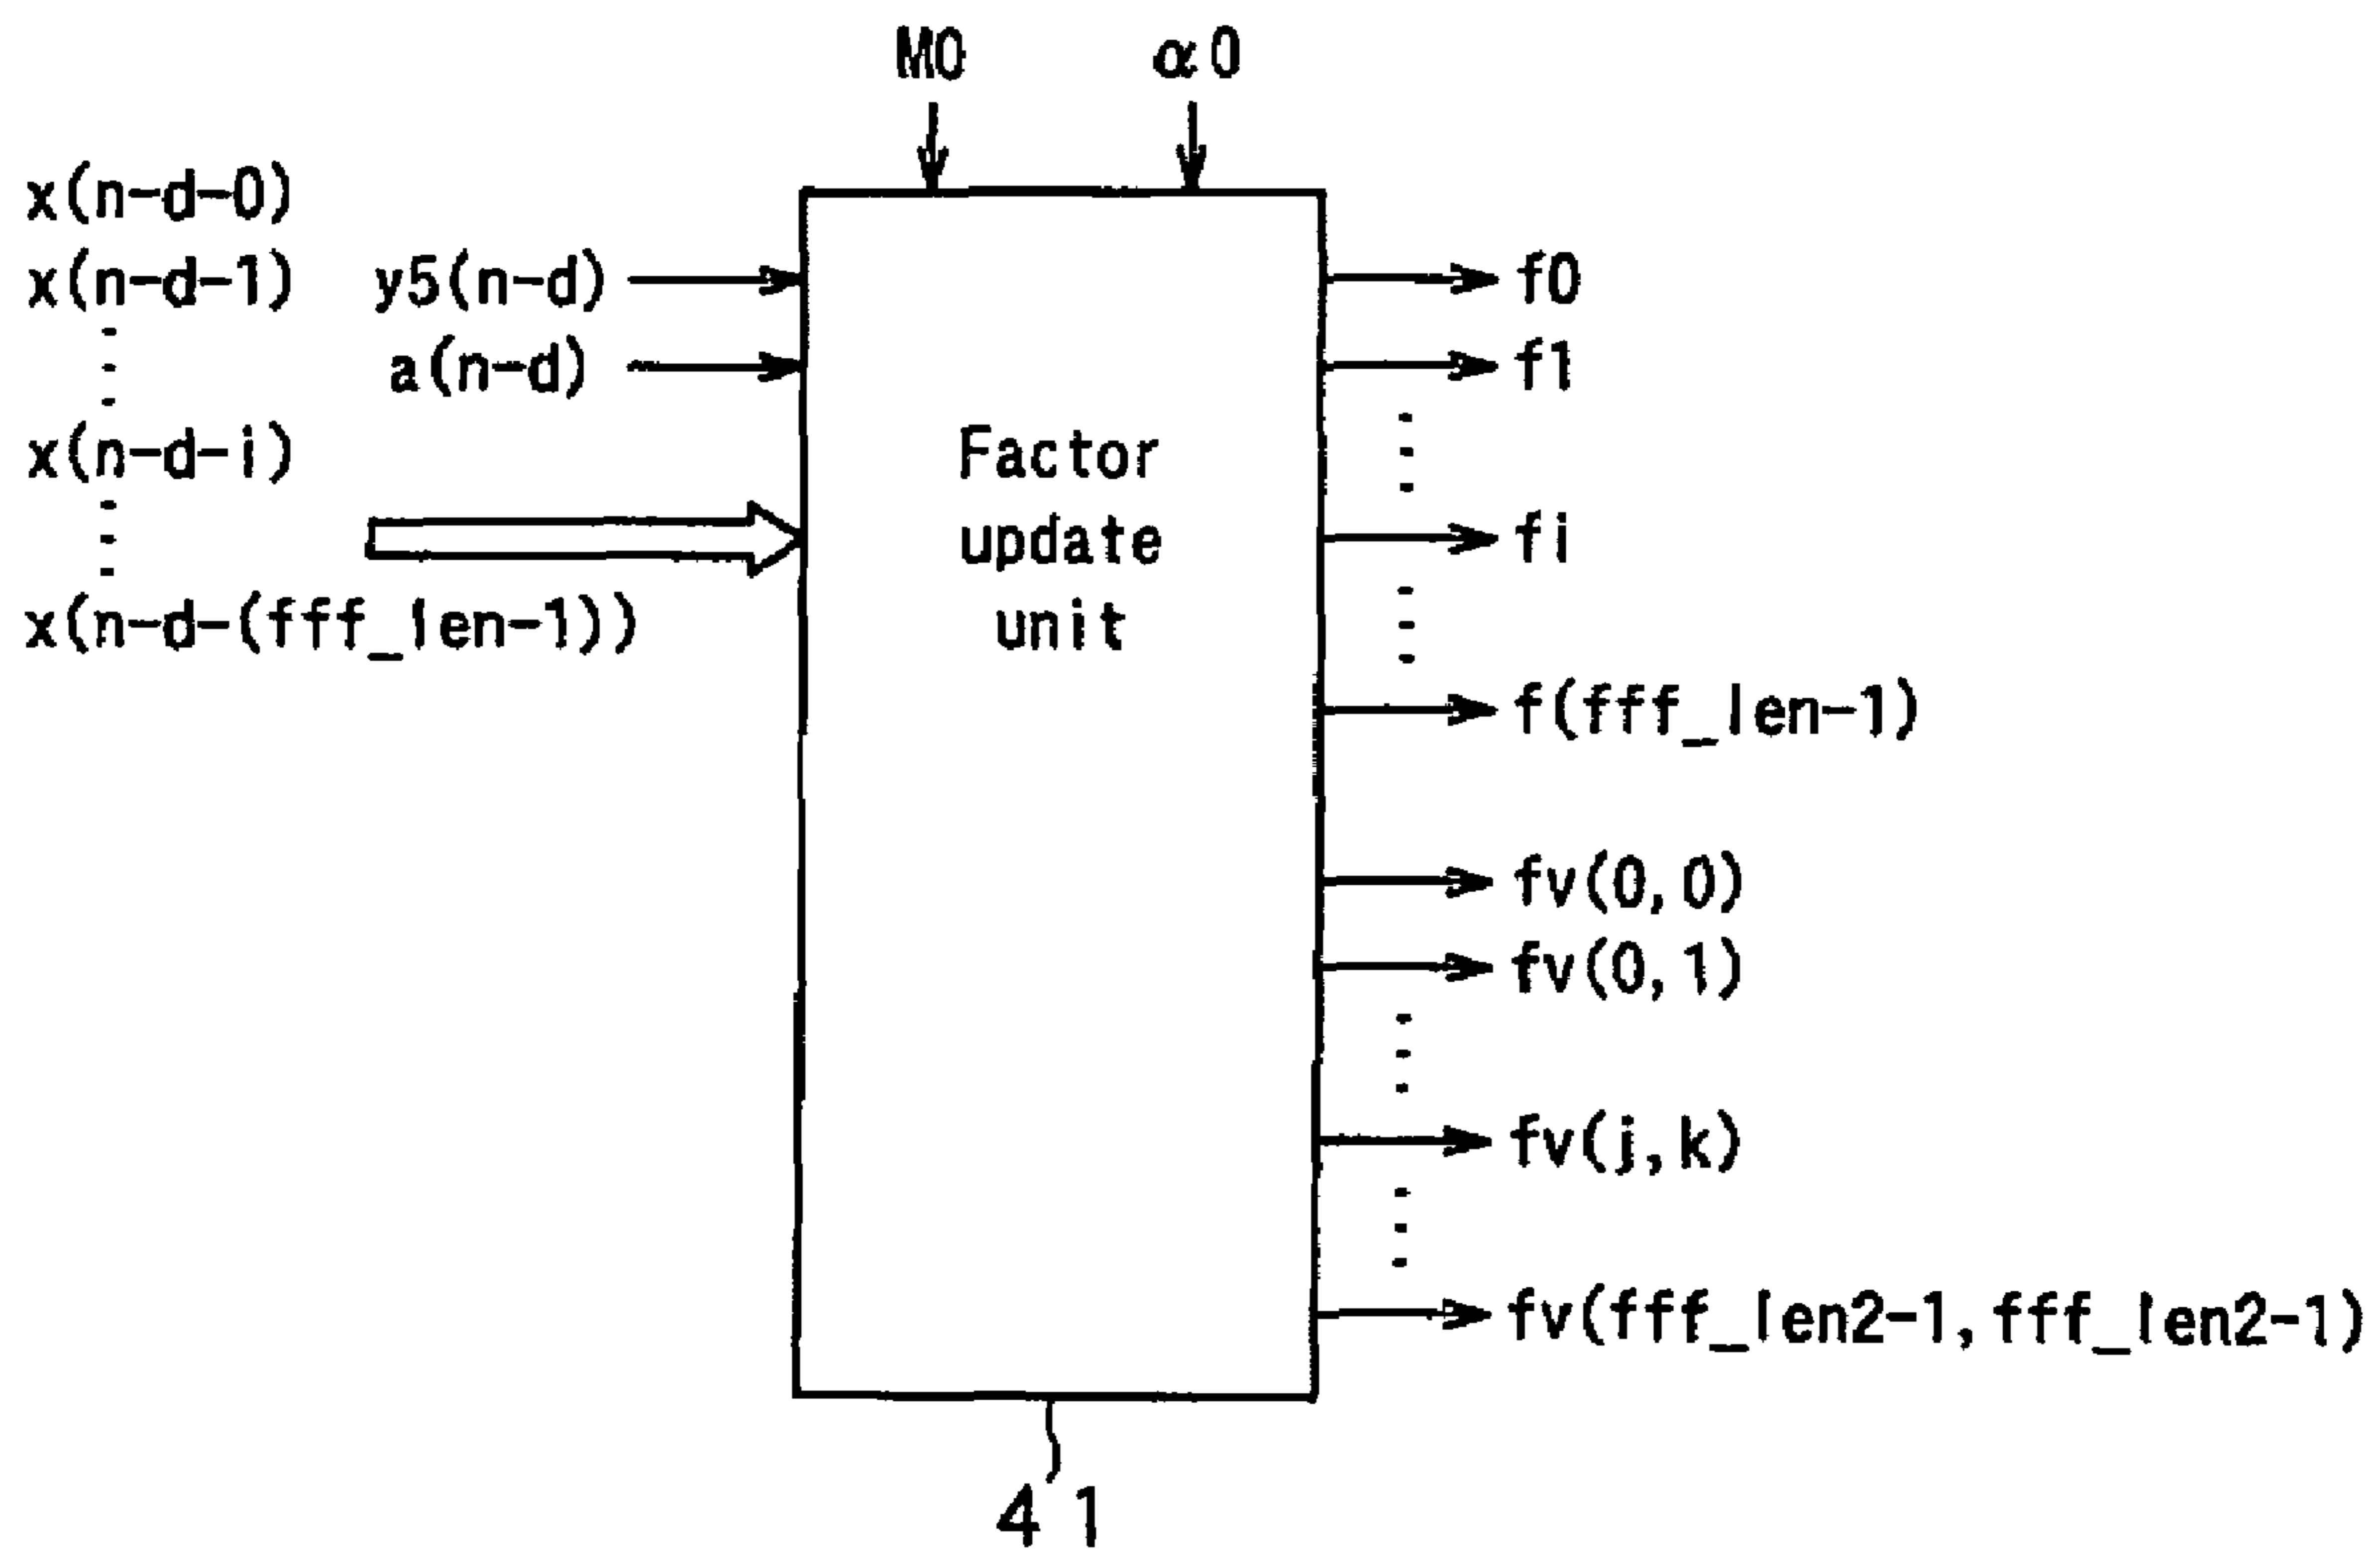 M0
α0
x(n-d-0)
x(n-d-1)
x(n-d-i)
x(n-d-(fff_len-1))
y5(n-d)
a(n-d)
Factor
update
unit
f0
f1
fi
f(fff_len-1)
fv(0,0)
fv(0,1)
fv(j,k)
fv(fff_len2-1,fff_len2-1)
41